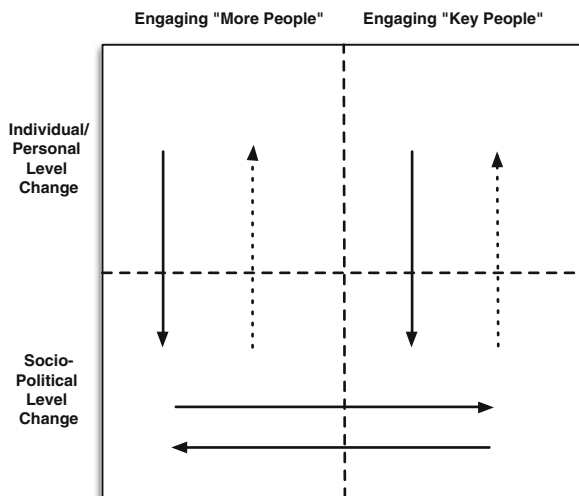 Engaging "More People" Engaging "Key People"
Individual/
Personal
Level
Change
Socio-
Political
Level
Change